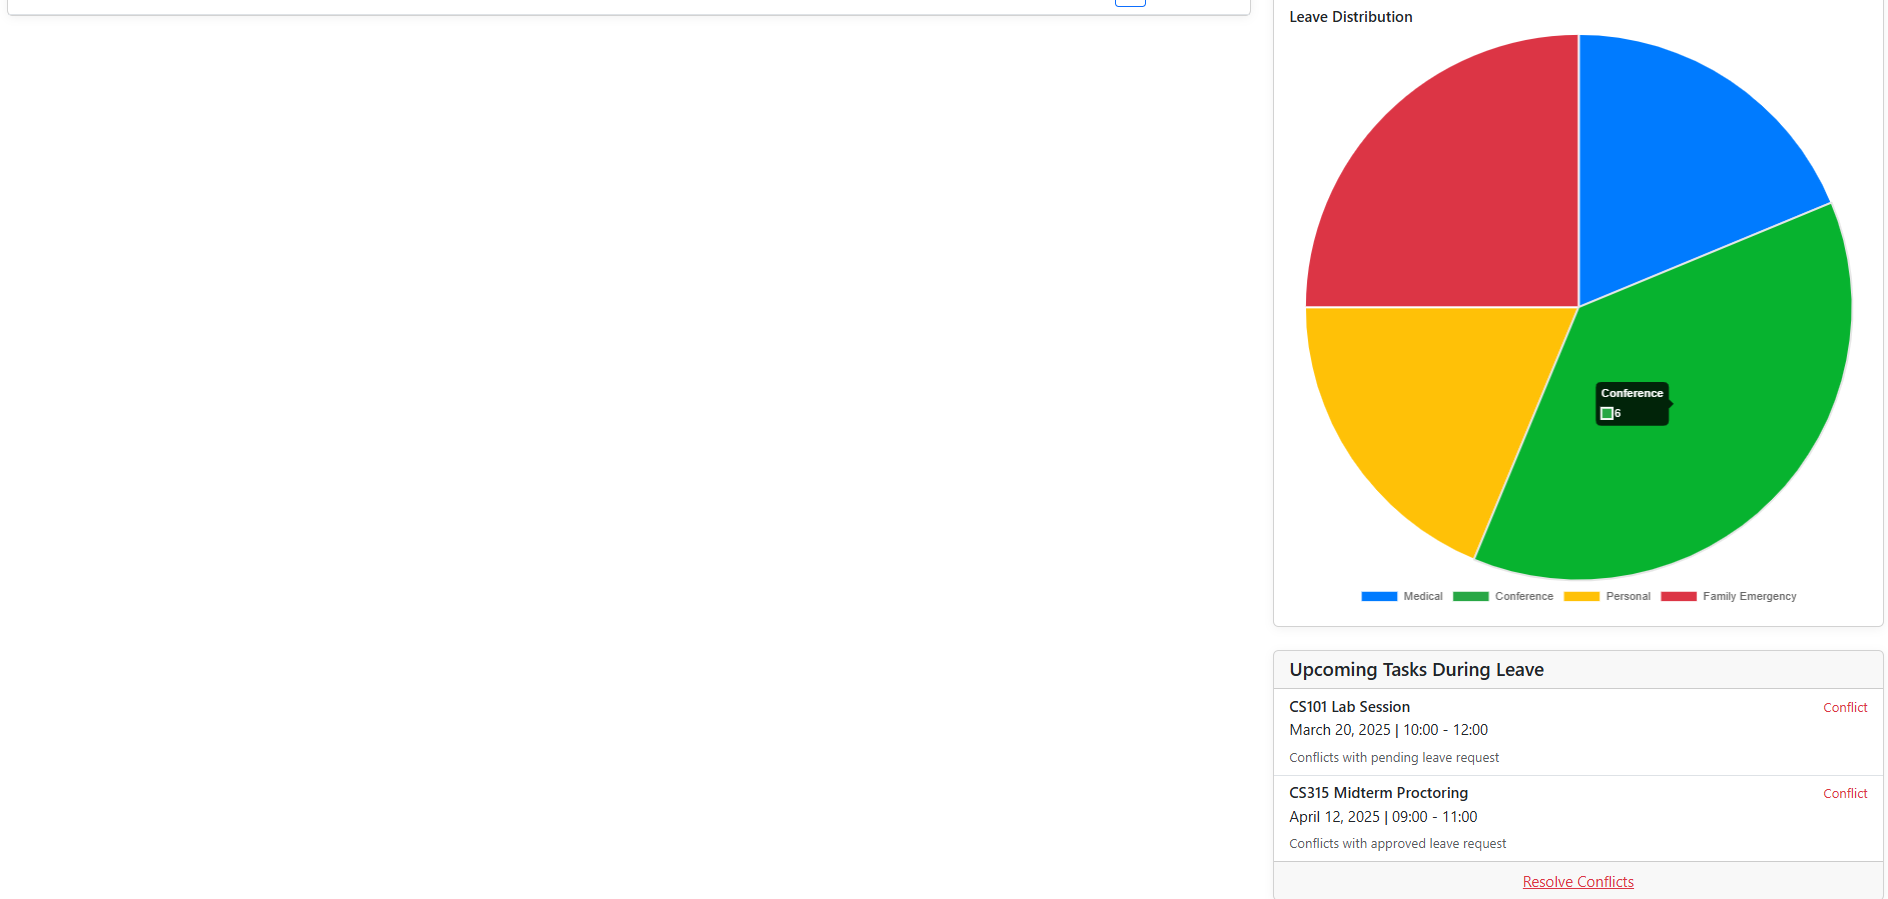 Leave Distribution
Conference
6
Medical Conference Personal Family Emergency
Upcoming Tasks During Leave
CS101 Lab Session Conflict
March 20, 2025 | 10:00 - 12:00
Conflicts with pending leave request
CS315 Midterm Proctoring Conflict
April 12, 2025 | 09:00 - 11:00
Conflicts with approved leave request
Resolve Conflicts